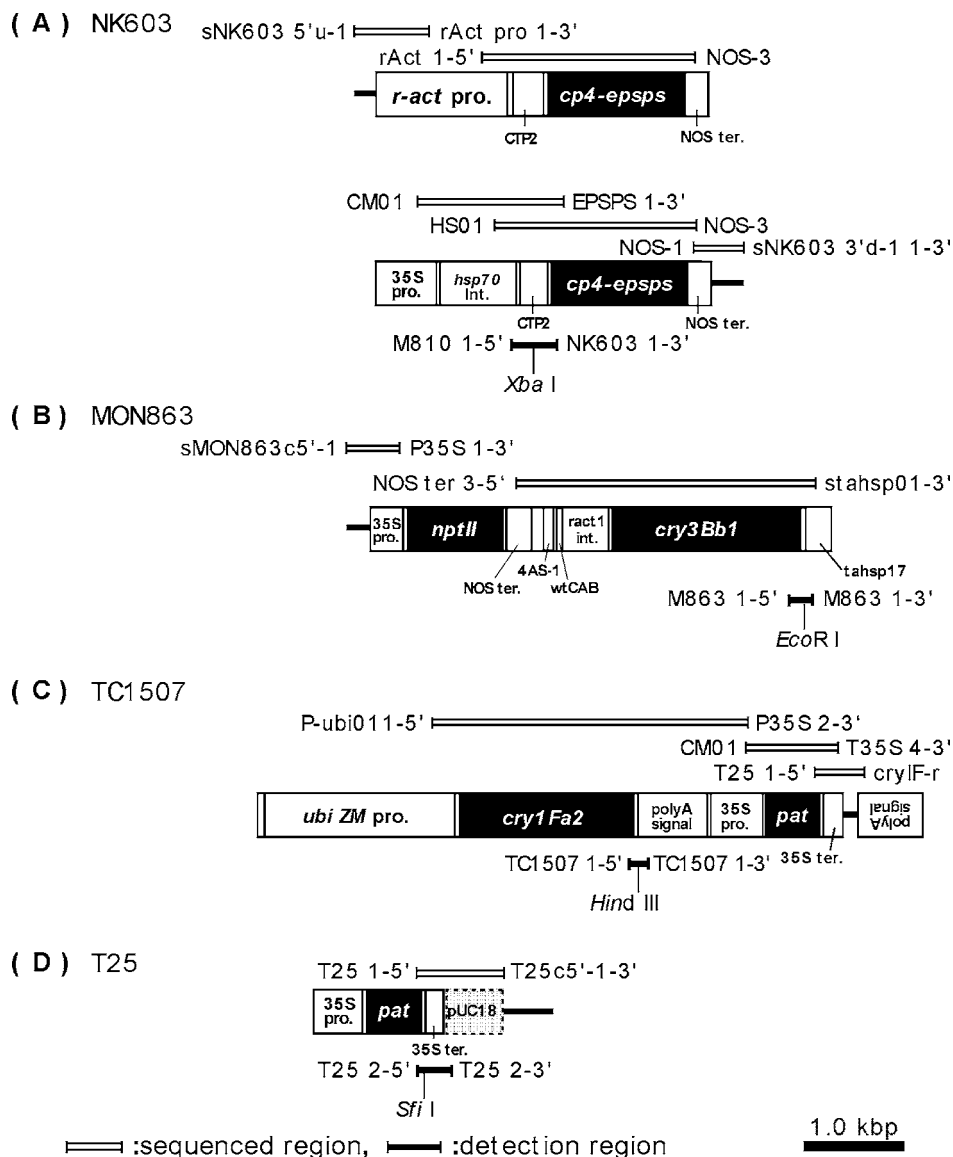 ( A ) NK603
sNK603 5'u-1 rAct pro 1-3'
rAct 1-5' NOS-3
r-act pro. cp4-epsps
CTP2 NOS ter.
CM01 EPSPS 1-3'
HS01 NOS-3
NOS-1 sNK603 3'd-1 1-3'
35S pro. hsp70 Int. cp4-epsps
CTP2 NOS ter.
M810 1-5' NK603 1-3'
Xba I
( B ) MON863
sMON863c5'-1 P35S 1-3'
NOS ter 3-5' stahsp01-3'
35S pro. nptII ract1 int. cry3Bb1
4AS-1 tahsp17
NOS ter. wtCAB
M863 1-5' M863 1-3'
EcoR I
( C ) TC1507
P-ubi011-5' P35S 2-3'
CM01 T35S 4-3'
T25 1-5' cryIF-r
ubi ZM pro. cry1Fa2 polyA signal 35S pro. pat polyA signal
35S ter.
TC1507 1-5' TC1507 1-3'
Hind III
( D ) T25
T25 1-5' T25c5'-1-3'
35S pro. pat pUC18
35S ter.
T25 2-5' T25 2-3'
Sfi I
1.0 kbp
:sequenced region, :detection region